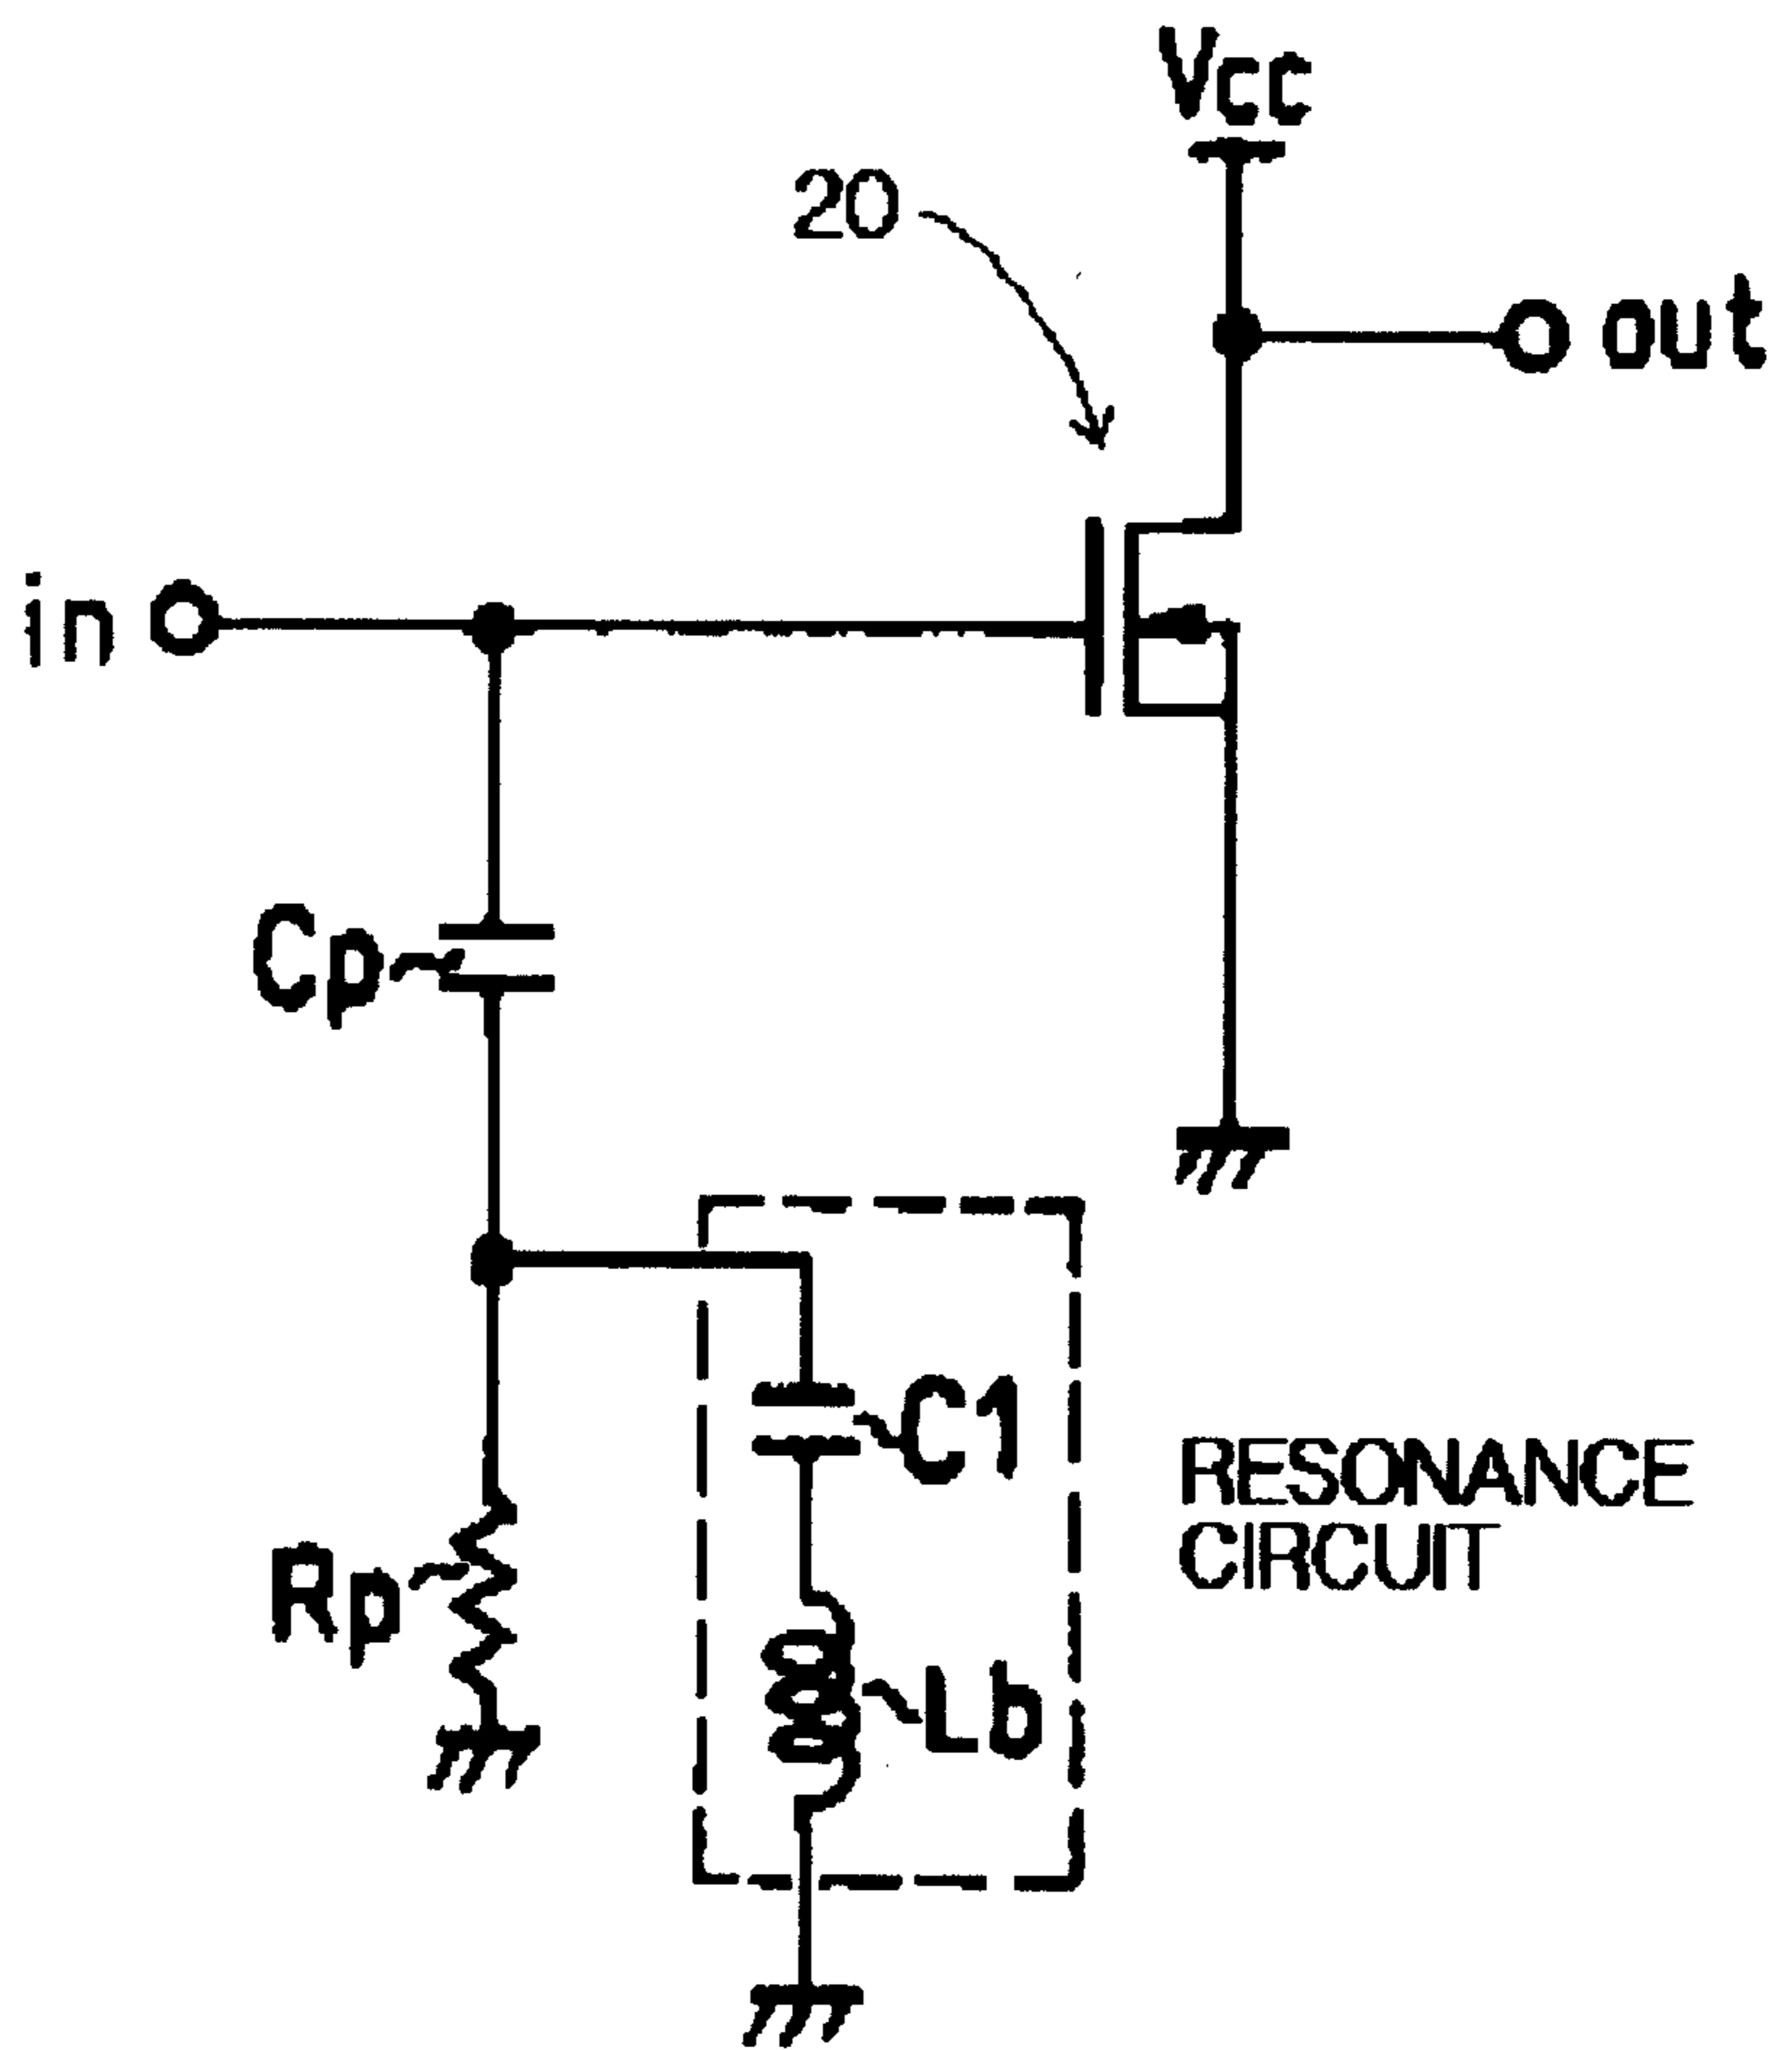 Vcc
20
out
in
Cp
C1
RESONANCE
CIRCUIT
Rp
Lb